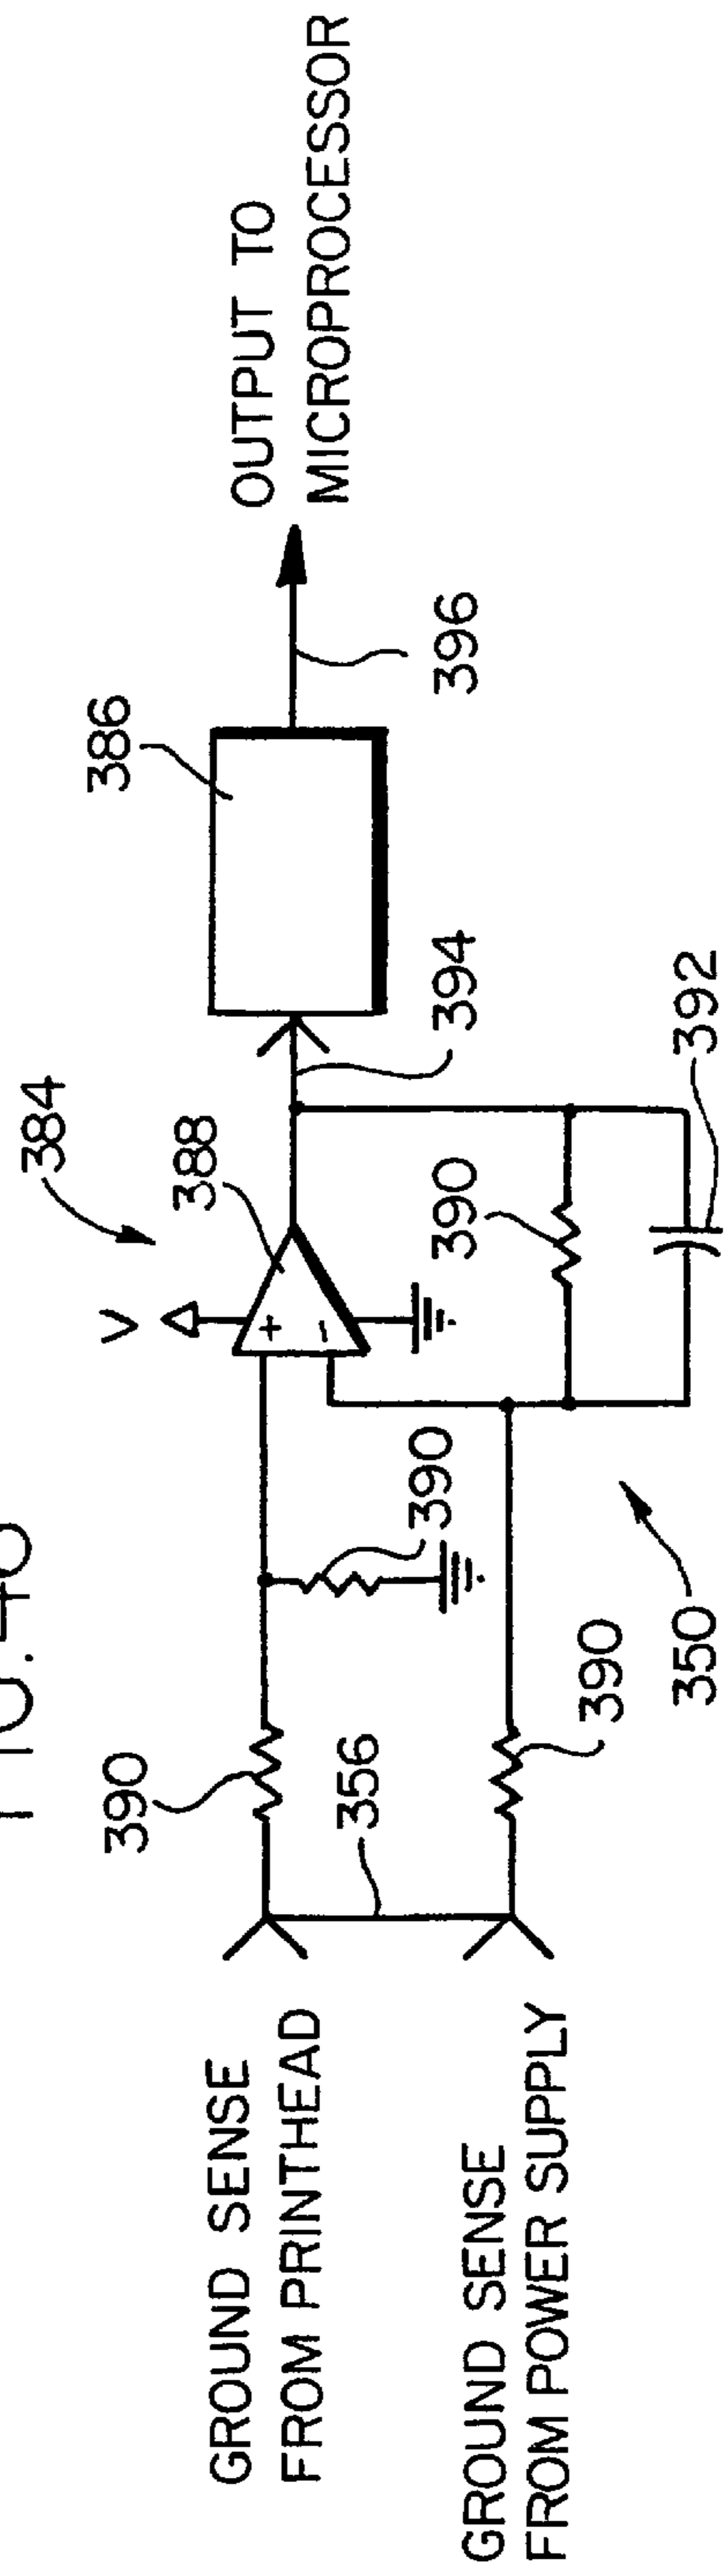 GROUND SENSE
FROM PRINTHEAD
GROUND SENSE
FROM POWER SUPPLY
390
356
390
390
350
V
+
−
384
388
390
392
394
386
396
OUTPUT TO
MICROPROCESSOR